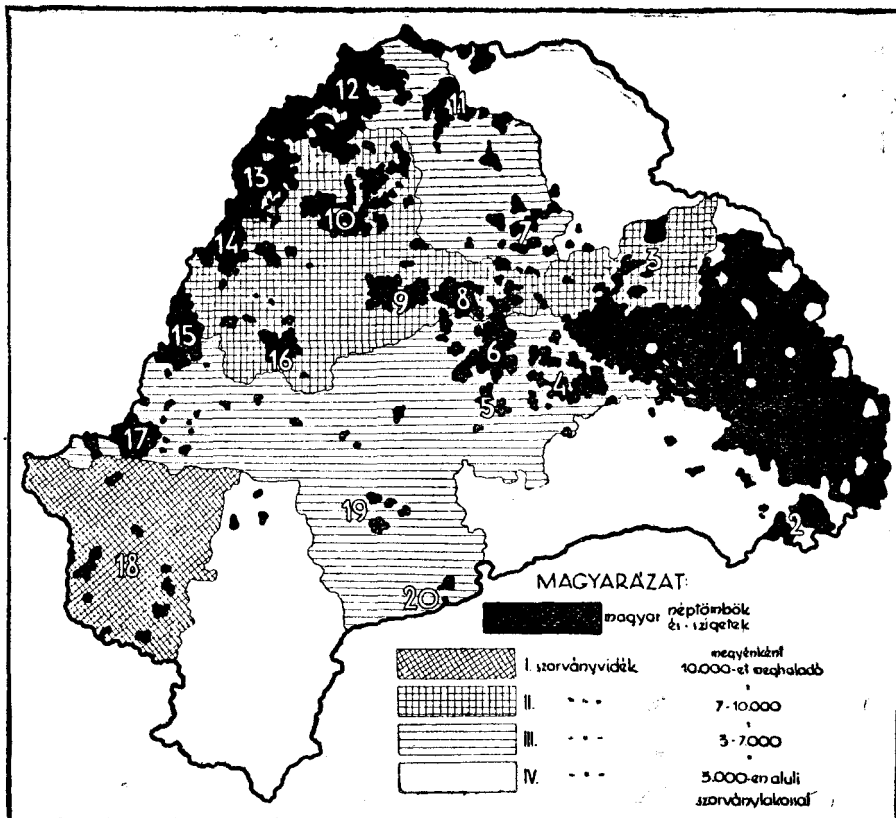 12
11
13
10
14
7
3
9
8
15
16
6
1
4
5
17
19
2
18
20
MAGYARÁZAT:
magyar néptömbök
és -szigetek
I. szorványvidék megyénként
10.000-et meghaladó
II. " " " "
7-10.000
III. " " " "
3-7.000
IV. " " " "
3.000-en aluli
szorványlakossal